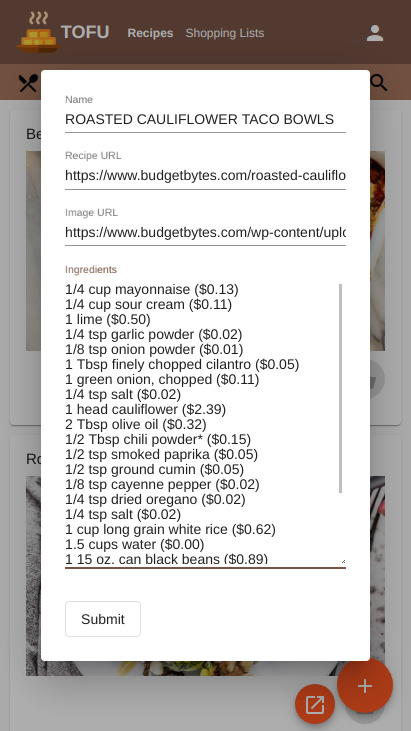 TOFU
Recipes
Shopping Lists
Be
Name
ROASTED CAULIFLOWER TACO BOWLS
Recipe URL
https://www.budgetbytes.com/roasted-cauliflo
Image URL
https://www.budgetbytes.com/wp-content/uplo
Ingredients
1/4 cup mayonnaise ($0.13)
1/4 cup sour cream ($0.11)
1 lime ($0.50)
1/4 tsp garlic powder ($0.02)
1/8 tsp onion powder ($0.01)
1 Tbsp finely chopped cilantro ($0.05)
1 green onion, chopped ($0.11)
1/4 tsp salt ($0.02)
1 head cauliflower ($2.39)
2 Tbsp olive oil ($0.32)
1/2 Tbsp chili powder* ($0.15)
1/2 tsp smoked paprika ($0.05)
1/2 tsp ground cumin ($0.05)
1/8 tsp cayenne pepper ($0.02)
1/4 tsp dried oregano ($0.02)
1/4 tsp salt ($0.02)
1 cup long grain white rice ($0.62)
1.5 cups water ($0.00)
1 15 oz. can black beans ($0.89)
Ro
Submit